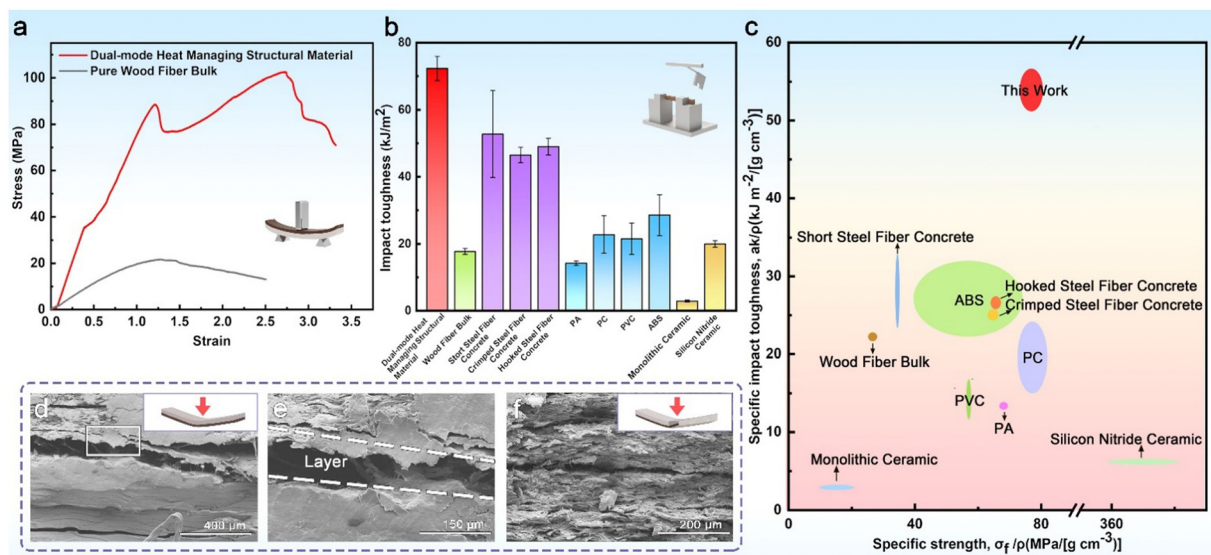 a
Dual-mode Heat Managing Structural Material
Pure Wood Fiber Bulk
Stress (MPa)
100
80
60
40
20
0
0.0 0.5 1.0 1.5 2.0 2.5 3.0 3.5
Strain
b
Impact toughness (kJ/m²)
80
60
40
20
0
Dual-mode Heat
Managing Structural
Material
Wood Fiber Bulk
Stort Steel Fiber
Concrete
Crimped Steel Fiber
Concrete
Hooked Steel Fiber
Concrete
PA
PC
PVC
ABS
Monolithic Ceramic
Silicon Nitride
Ceramic
c
Specific impact toughness, ak/ρ(kJ m⁻²/[g cm⁻³)]
60
50
40
30
20
10
0
This Work
Short Steel Fiber Concrete
ABS
Hooked Steel Fiber Concrete
Crimped Steel Fiber Concrete
Wood Fiber Bulk
PC
PVC
PA
Silicon Nitride Ceramic
Monolithic Ceramic
0 40 80 360
Specific strength, σf /ρ(MPa/[g cm⁻³)]
d
400 μm
e
Layer
150 μm
f
200 μm